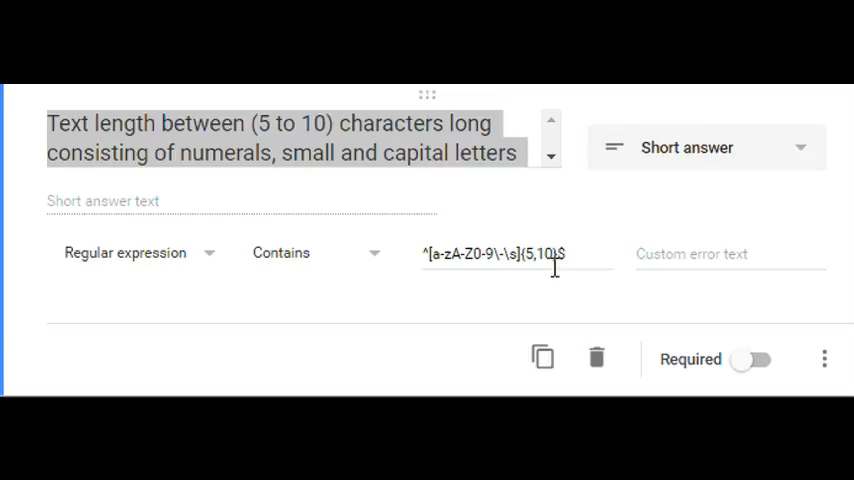 Text length between (5 to 10) characters long
consisting of numerals, small and capital letters
Short answer
Short answer text
Regular expression
Contains
^[a-zA-Z0-9\-\s]{5,10}$
Custom error text
Required